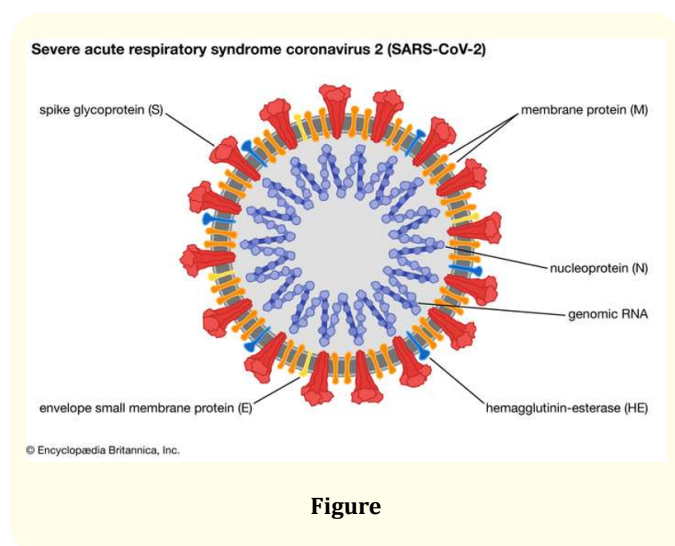 Severe acute respiratory syndrome coronavirus 2 (SARS-CoV-2)
spike glycoprotein (S)
membrane protein (M)
nucleoprotein (N)
genomic RNA
envelope small membrane protein (E)
hemagglutinin-esterase (HE)
© Encyclopædia Britannica, Inc.
Figure